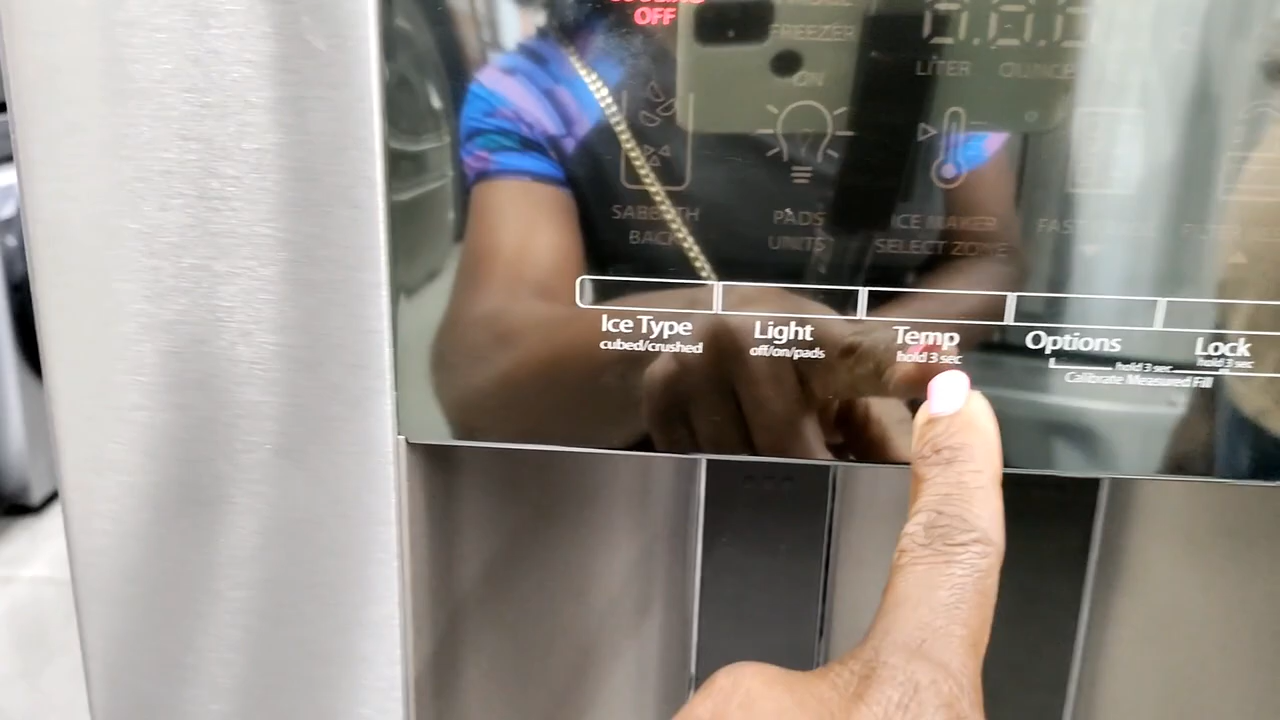 OFF
FREEZER
ON
LITER OUNCE
SABBATH PADS ICE MAKER FAST
BACK UNITS SELECT ZONE
Ice Type Light Temp Options Lock
cubed/crushed off/on/pads hold 3 sec hold 3 sec hold 3 sec
Calibrate Measured Fill